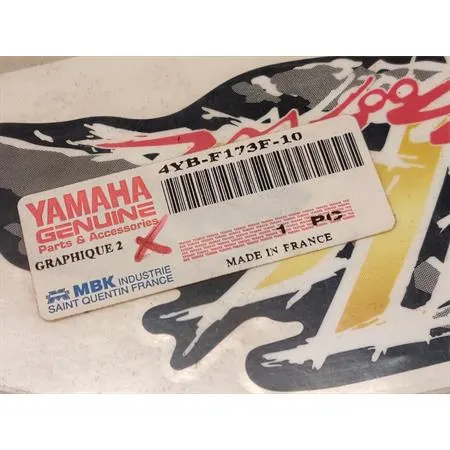 4YB-F173F-10
YAMAHA
GENUINE
Parts & Accessories
GRAPHIQUE 2
1 PC
MADE IN FRANCE
MBK INDUSTRIE
SAINT QUENTIN FRANCE